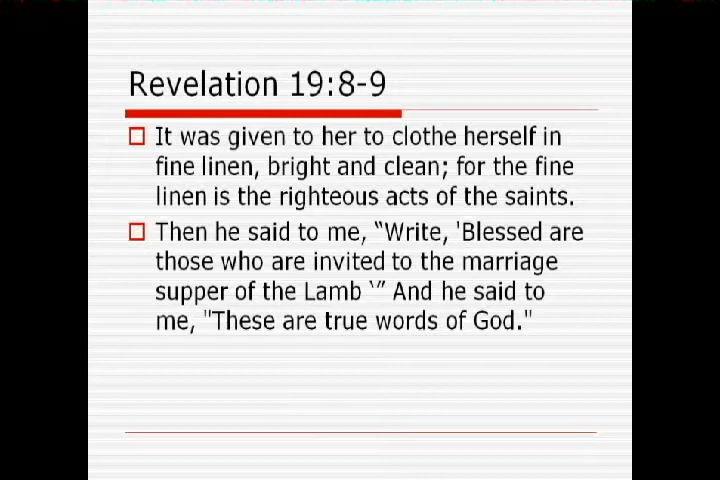 Revelation 19:8-9
It was given to her to clothe herself in
fine linen, bright and clean; for the fine
linen is the righteous acts of the saints.
Then he said to me, “Write, 'Blessed are
those who are invited to the marriage
supper of the Lamb ‘” And he said to
me, "These are true words of God."